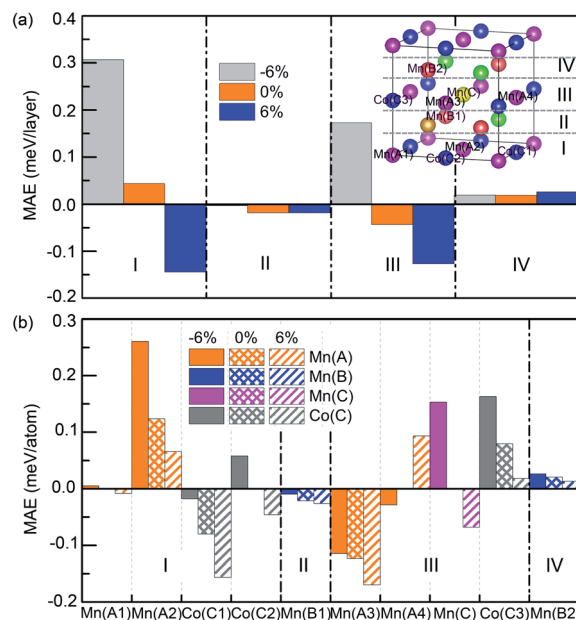 (a)
0.4
0.3
0.2
0.1
0.0
-0.1
-0.2
MAE (meV/layer)
-6%
0%
6%
Mn(B2)
IV
Co(C3)
Mn(C)
Mn(A3)
Mn(A4)
III
Mn(B1)
II
I
Mn(A1)
Co(C2)
Mn(A2)
Co(C1)
I
II
III
IV
(b)
0.3
0.2
0.1
0.0
-0.1
-0.2
MAE (meV/atom)
-6% 0% 6%
Mn(A)
Mn(B)
Mn(C)
Co(C)
I
II
III
IV
Mn(A1) Mn(A2) Co(C1) Co(C2) Mn(B1) Mn(A3) Mn(A4) Mn(C) Co(C3) Mn(B2)